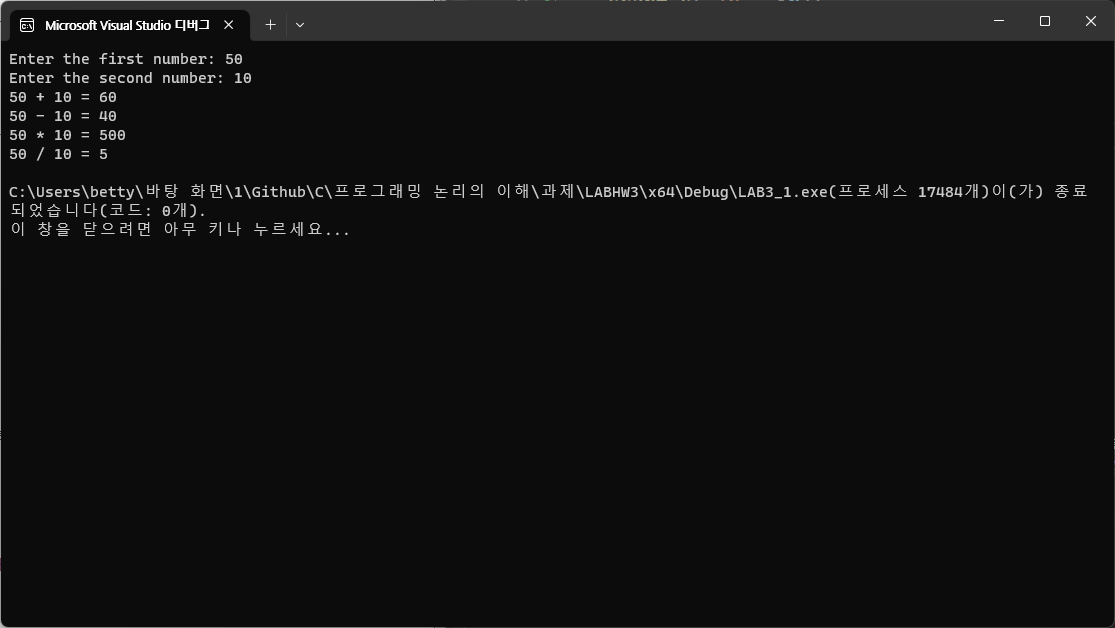 Microsoft Visual Studio 디버그
Enter the first number: 50
Enter the second number: 10
50 + 10 = 60
50 - 10 = 40
50 * 10 = 500
50 / 10 = 5
C:\Users\betty\바탕 화면\1\Github\C\프로그래밍 논리의 이해\과제\LABHW3\x64\Debug\LAB3_1.exe(프로세스 17484개)이(가) 종료
되었습니다(코드: 0개).
이 창을 닫으려면 아무 키나 누르세요...